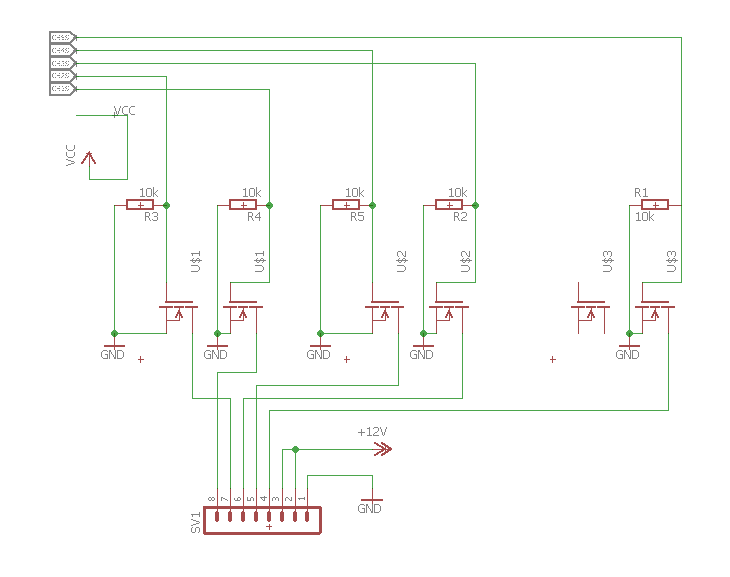 VCC
VCC
10k
10k
10k
10k
R1
R3
R4
R5
R2
10k
U$1
U$1
U$2
U$2
U$3
U$3
GND
GND
GND
GND
GND
+12V
8
7
6
5
4
3
2
1
GND
SV1